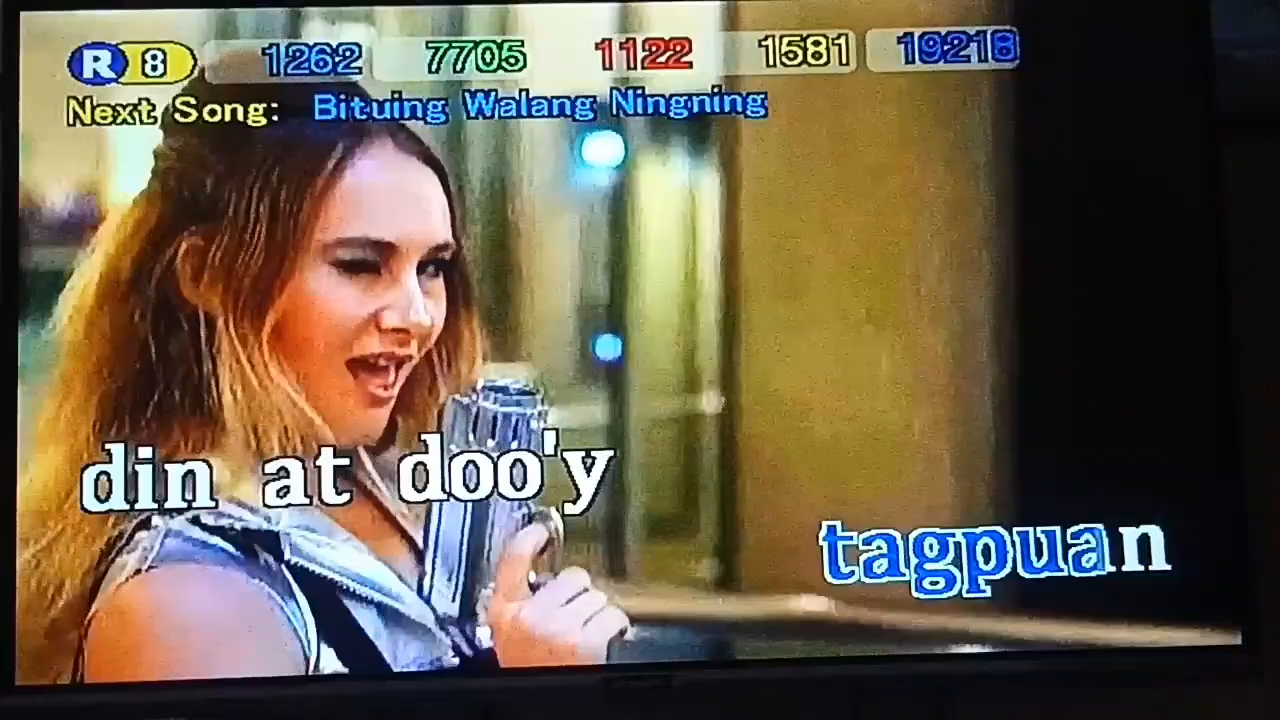 R 8 1262 7705 1122 1581 19218
Next Song: Bituing Walang Ningning
din at doo'y
tagpuan